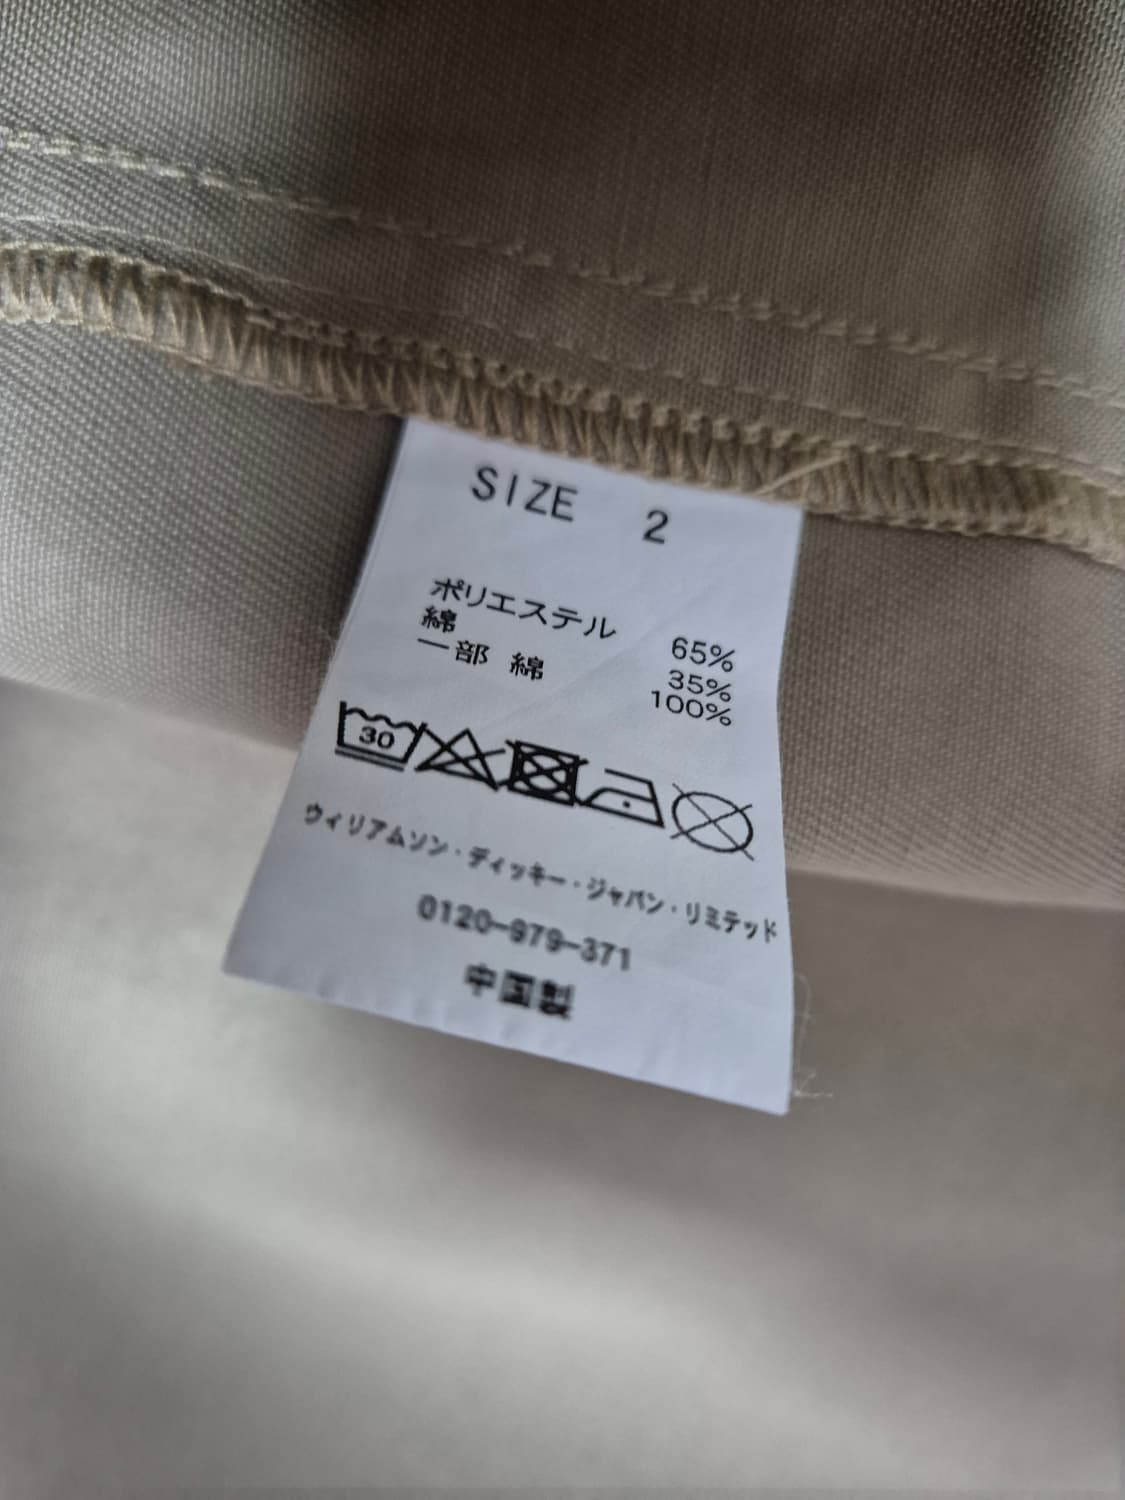 SIZE 2
ポリエステル 65%
綿 35%
一部 綿 100%
30
ウィリアムソン・ディッキー・ジャパン・リミテッド
0120-979-371
中国製